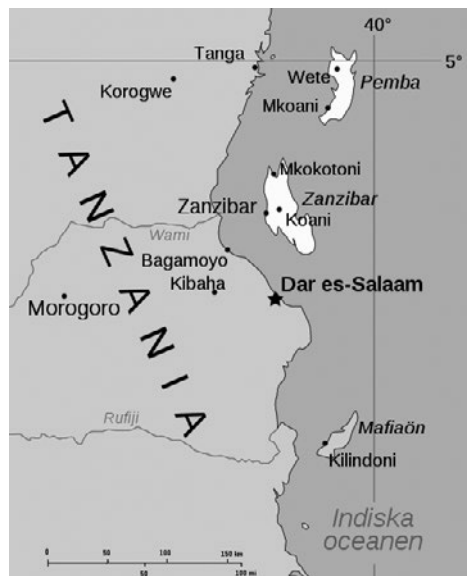 40°
Tanga
5°
Wete
Pemba
Korogwe
Mkoani
TANZANIA
Mkokotoni
Zanzibar
Zanzibar
Koani
Wami
Bagamoyo
Kibaha
Dar es-Salaam
Morogoro
Rufiji
Mafiaön
Kilindoni
Indiska
oceanen
0 50 100 150 km
0 50 100 mi